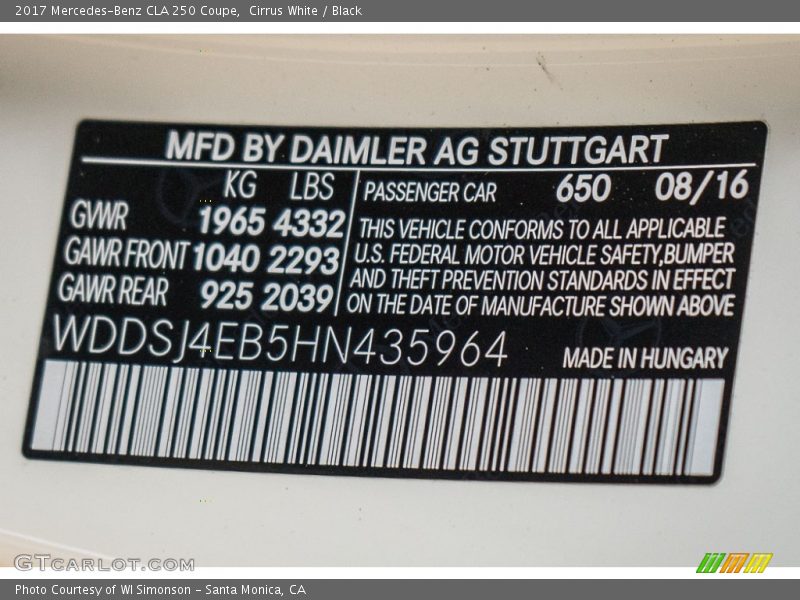 2017 Mercedes-Benz CLA 250 Coupe,  Cirrus White / Black
MFD BY DAIMLER AG STUTTGART
KG LBS
GVWR 1965 4332
GAWR FRONT 1040 2293
GAWR REAR 925 2039
PASSENGER CAR 650 08/16
THIS VEHICLE CONFORMS TO ALL APPLICABLE
U.S. FEDERAL MOTOR VEHICLE SAFETY,BUMPER
AND THEFT PREVENTION STANDARDS IN EFFECT
ON THE DATE OF MANUFACTURE SHOWN ABOVE
WDDSJ4EB5HN435964
MADE IN HUNGARY
GTCARLOT.COM
Photo Courtesy of WI Simonson - Santa Monica, CA